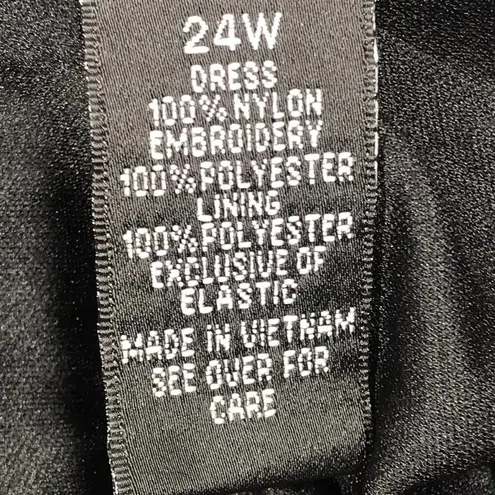 24W
DRESS
100% NYLON
EMBROIDERY
100% POLYESTER
LINING
100% POLYESTER
EXCLUSIVE OF
ELASTIC
MADE IN VIETNAM
SEE OVER FOR
CARE